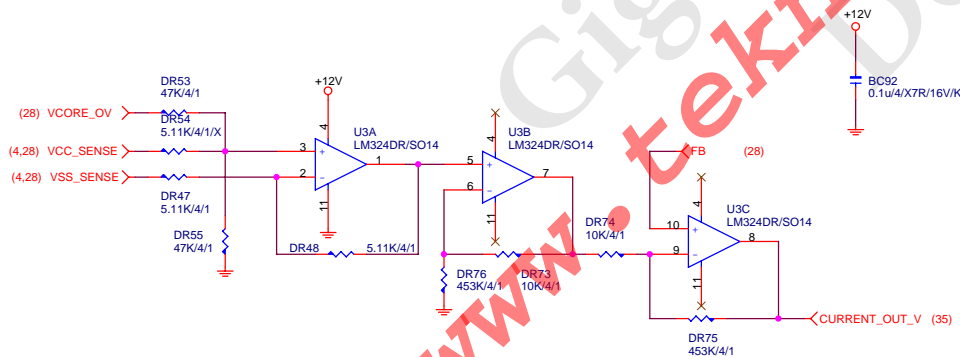 +12V
BC92
0.1u/4/X7R/16V/K
DR53
47K/4/1
(28) VCORE_OV
DR54
5.11K/4/1/X
(4,28) VCC_SENSE
(4,28) VSS_SENSE
DR47
5.11K/4/1
DR55
47K/4/1
+12V
4
U3A
LM324DR/SO14
3
+
1
2
-
11
DR48
5.11K/4/1
U3B
LM324DR/SO14
4
5
+
7
6
-
11
DR76
453K/4/1
DR73
10K/4/1
DR74
10K/4/1
FB (28)
U3C
LM324DR/SO14
4
10
+
8
9
-
11
DR75
453K/4/1
CURRENT_OUT_V (35)
Gig
www.tekni